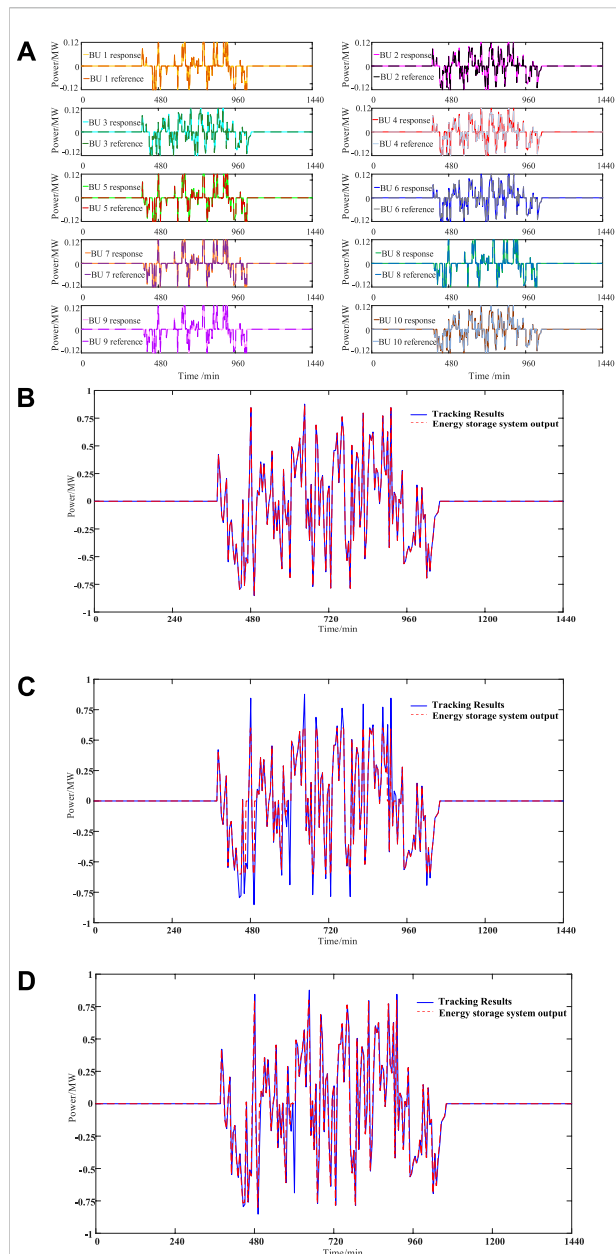 A
Power/MW
0.12
-0.12
BU 1 response
BU 1 reference
0
480
960
1440
Power/MW
0.12
-0.12
BU 2 response
BU 2 reference
0
480
960
1440
Power/MW
0.12
-0.12
BU 3 response
BU 3 reference
0
480
960
1440
Power/MW
0.12
-0.12
BU 4 response
BU 4 reference
0
480
960
1440
Power/MW
0.12
-0.12
BU 5 response
BU 5 reference
0
480
960
1440
Power/MW
0.12
-0.12
BU 6 response
BU 6 reference
0
480
960
1440
Power/MW
0.12
-0.12
BU 7 response
BU 7 reference
0
480
960
1440
Power/MW
0.12
-0.12
BU 8 response
BU 8 reference
0
480
960
1440
Power/MW
0.12
-0.12
BU 9 response
BU 9 reference
0
480
960
1440
Time /min
Power/MW
0.12
-0.12
BU 10 response
BU 10 reference
0
480
960
1440
Time /min
B
Power/MW
1
0.75
0.5
0.25
0
-0.25
-0.5
-0.75
-1
Tracking Results
Energy storage system output
0
240
480
720
960
1200
1440
Time/min
C
Power/MW
1
0.75
0.5
0.25
0
-0.25
-0.5
-0.75
-1
Tracking Results
Energy storage system output
0
240
480
720
960
1200
1440
Time/min
D
Power/MW
1
0.75
0.5
0.25
0
-0.25
-0.5
-0.75
-1
Tracking Results
Energy storage system output
0
240
480
720
960
1200
1440
Time/min